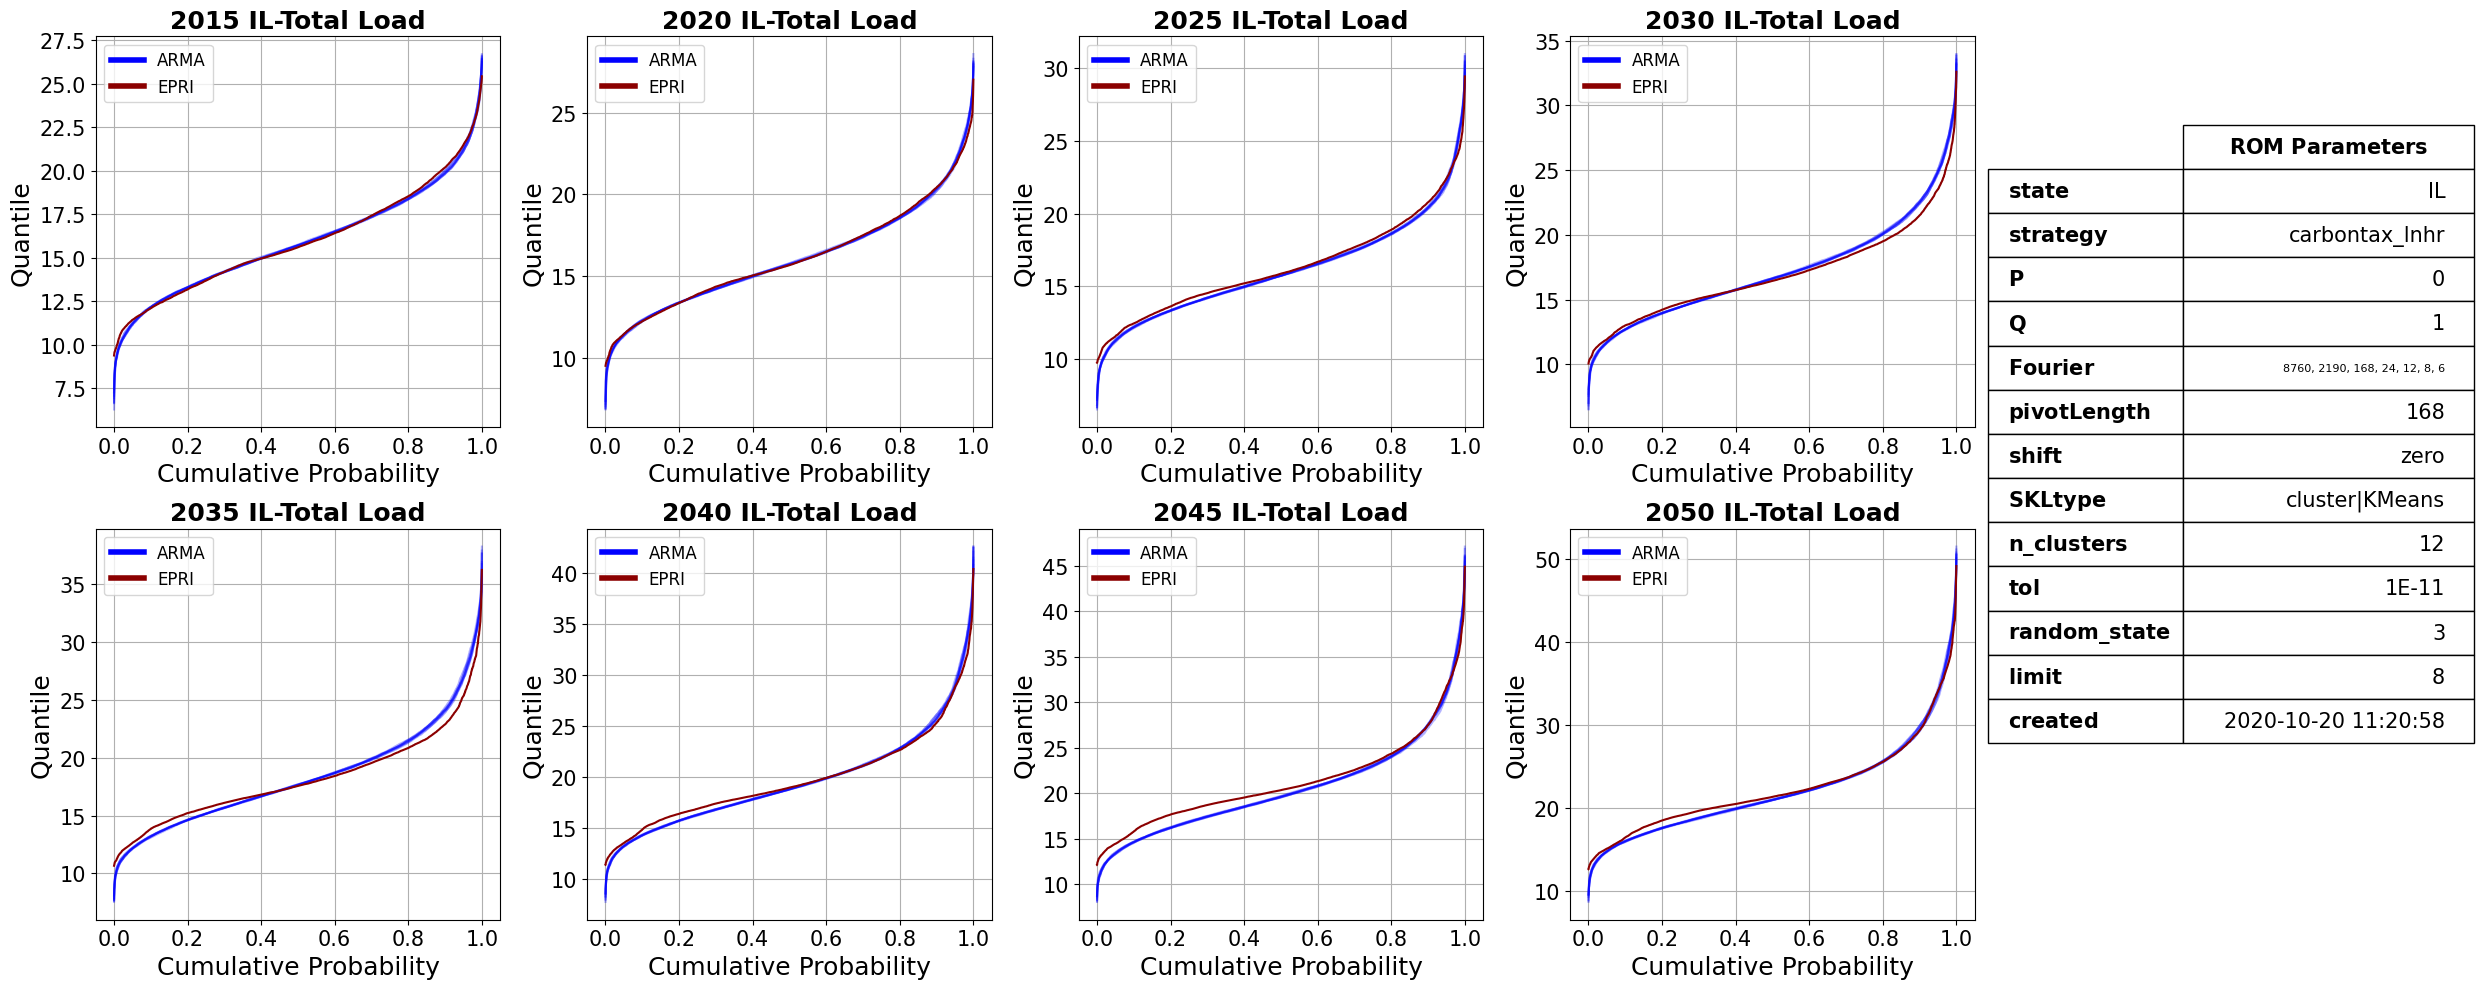 2015 IL-Total Load
27.5
25.0
22.5
20.0
17.5
15.0
12.5
10.0
7.5
Quantile
ARMA
EPRI
0.0 0.2 0.4 0.6 0.8 1.0
Cumulative Probability
2020 IL-Total Load
25
20
15
10
Quantile
ARMA
EPRI
0.0 0.2 0.4 0.6 0.8 1.0
Cumulative Probability
2025 IL-Total Load
30
25
20
15
10
Quantile
ARMA
EPRI
0.0 0.2 0.4 0.6 0.8 1.0
Cumulative Probability
2030 IL-Total Load
35
30
25
20
15
10
Quantile
ARMA
EPRI
0.0 0.2 0.4 0.6 0.8 1.0
Cumulative Probability
2035 IL-Total Load
35
30
25
20
15
10
Quantile
ARMA
EPRI
0.0 0.2 0.4 0.6 0.8 1.0
Cumulative Probability
2040 IL-Total Load
40
35
30
25
20
15
10
Quantile
ARMA
EPRI
0.0 0.2 0.4 0.6 0.8 1.0
Cumulative Probability
2045 IL-Total Load
45
40
35
30
25
20
15
10
Quantile
ARMA
EPRI
0.0 0.2 0.4 0.6 0.8 1.0
Cumulative Probability
2050 IL-Total Load
50
40
30
20
10
Quantile
ARMA
EPRI
0.0 0.2 0.4 0.6 0.8 1.0
Cumulative Probability
ROM Parameters
state IL
strategy carbontax_lnhr
P 0
Q 1
Fourier 8760, 2190, 168, 24, 12, 8, 6
pivotLength 168
shift zero
SKLtype cluster|KMeans
n_clusters 12
tol 1E-11
random_state 3
limit 8
created 2020-10-20 11:20:58